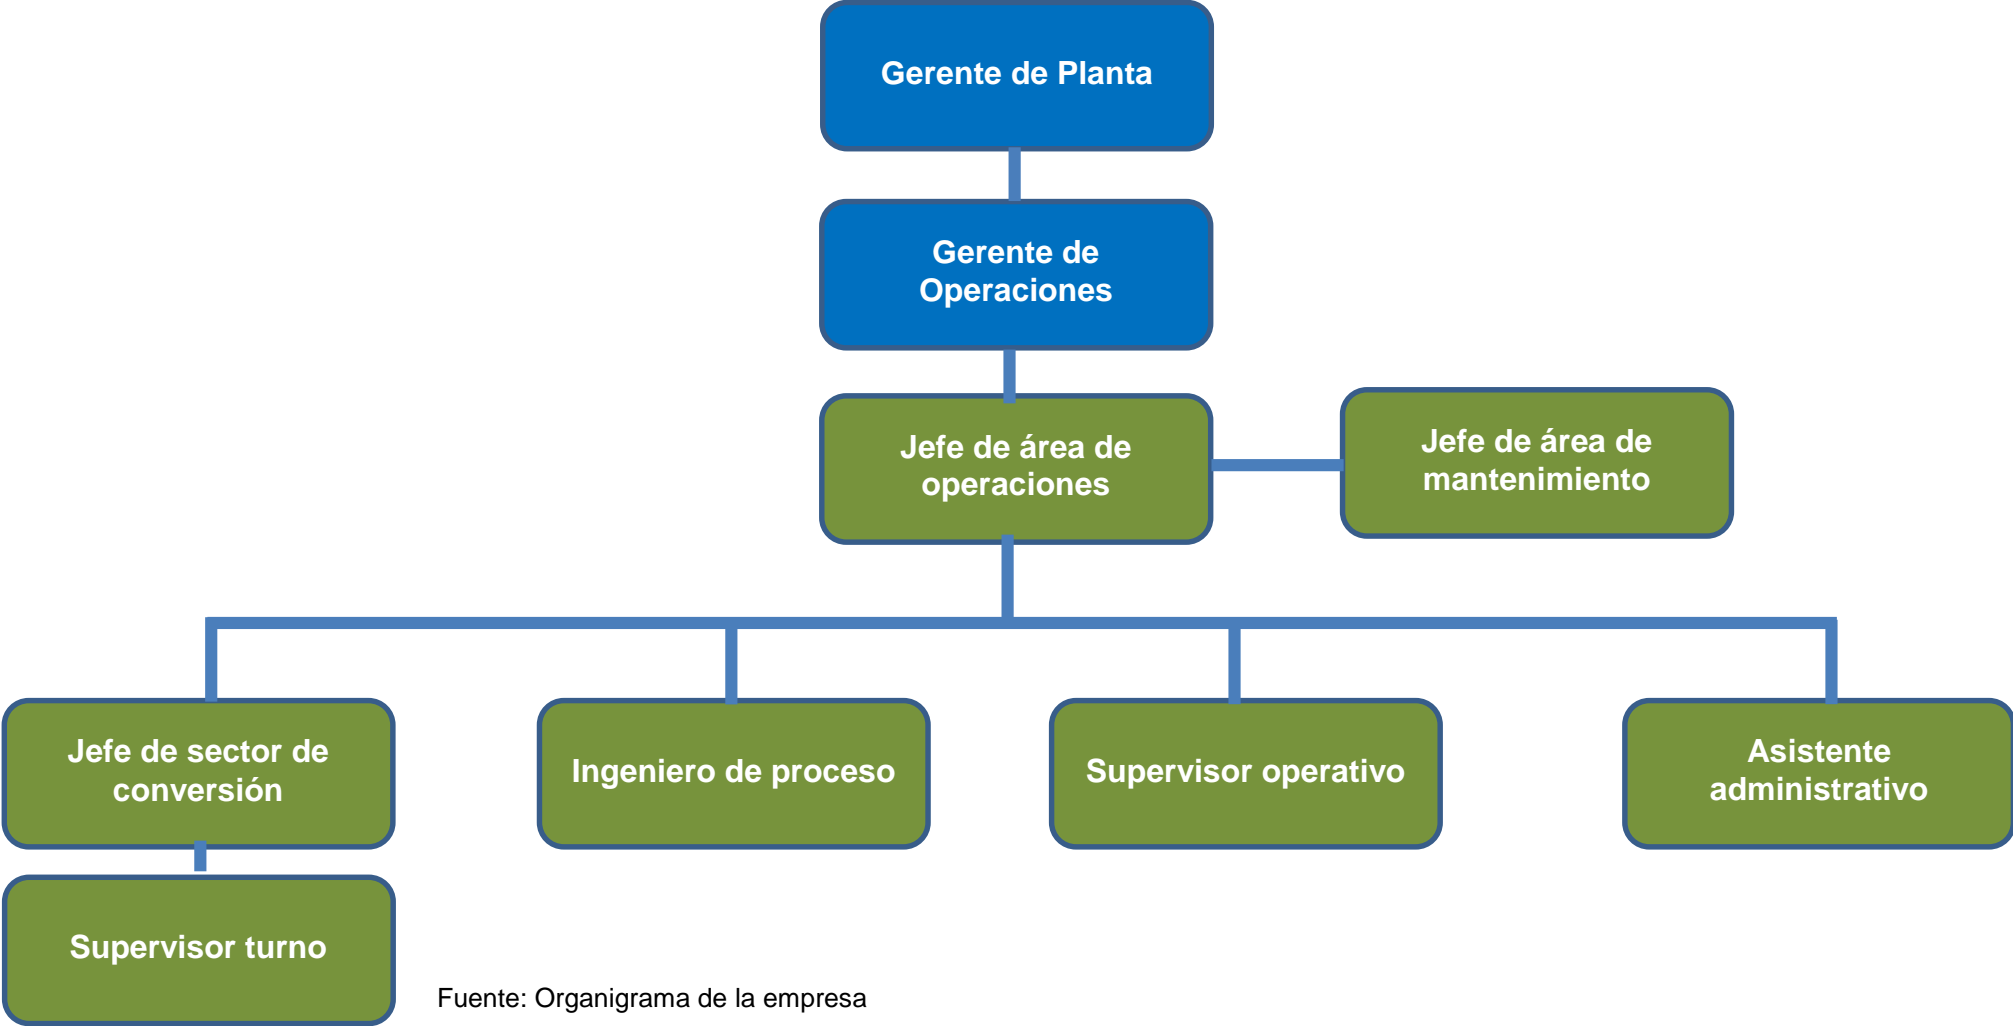 Gerente de Planta
Gerente de
Operaciones
Jefe de área de
operaciones
Jefe de área de
mantenimiento
Jefe de sector de
conversión
Ingeniero de proceso
Supervisor operativo
Asistente
administrativo
Supervisor turno
Fuente: Organigrama de la empresa